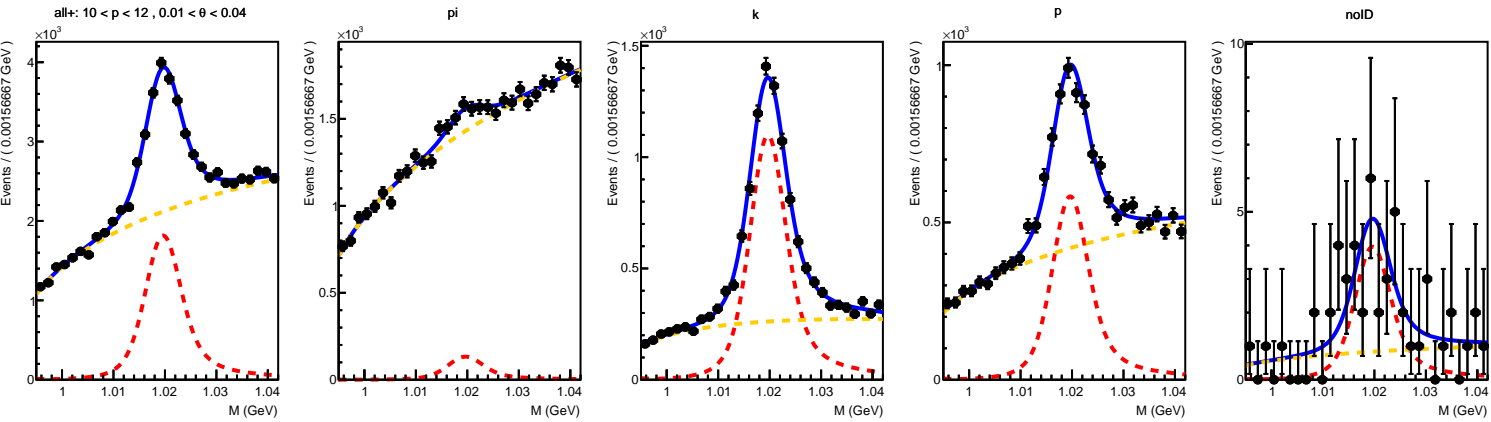 all+: 10 < p < 12 , 0.01 < θ < 0.04
×10³
Events / ( 0.00156667 GeV )
4
3
2
1
0
1 1.01 1.02 1.03 1.04
M (GeV)
pi
×10³
Events / ( 0.00156667 GeV )
1.5
1
0.5
0
1 1.01 1.02 1.03 1.04
M (GeV)
k
×10³
Events / ( 0.00156667 GeV )
1.5
1
0.5
0
1 1.01 1.02 1.03 1.04
M (GeV)
p
×10³
Events / ( 0.00156667 GeV )
1
0.5
0
1 1.01 1.02 1.03 1.04
M (GeV)
noID
Events / ( 0.00156667 GeV )
10
5
0
1 1.01 1.02 1.03 1.04
M (GeV)